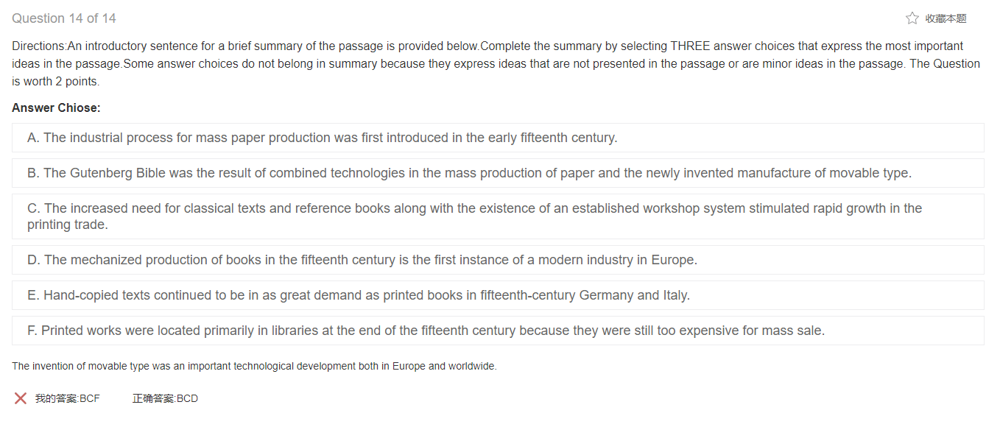 Question 14 of 14
收藏本题
Directions:An introductory sentence for a brief summary of the passage is provided below.Complete the summary by selecting THREE answer choices that express the most important
ideas in the passage.Some answer choices do not belong in summary because they express ideas that are not presented in the passage or are minor ideas in the passage. The Question
is worth 2 points.
Answer Chiose:
A. The industrial process for mass paper production was first introduced in the early fifteenth century.
B. The Gutenberg Bible was the result of combined technologies in the mass production of paper and the newly invented manufacture of movable type.
C. The increased need for classical texts and reference books along with the existence of an established workshop system stimulated rapid growth in the
printing trade.
D. The mechanized production of books in the fifteenth century is the first instance of a modern industry in Europe.
E. Hand-copied texts continued to be in as great demand as printed books in fifteenth-century Germany and Italy.
F. Printed works were located primarily in libraries at the end of the fifteenth century because they were still too expensive for mass sale.
The invention of movable type was an important technological development both in Europe and worldwide.
我的答案:BCF 正确答案:BCD